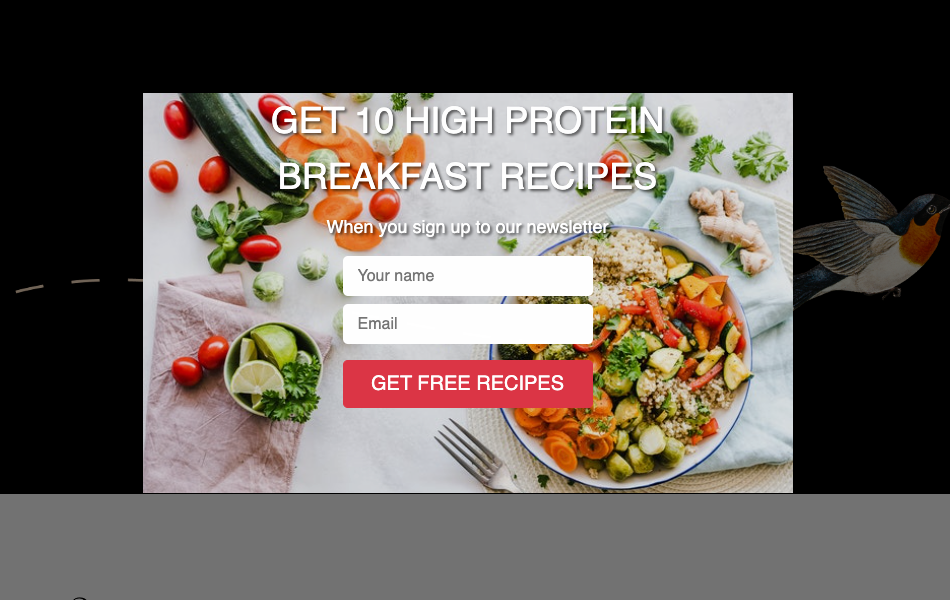 GET 10 HIGH PROTEIN
BREAKFAST RECIPES
When you sign up to our newsletter
Your name
Email
GET FREE RECIPES